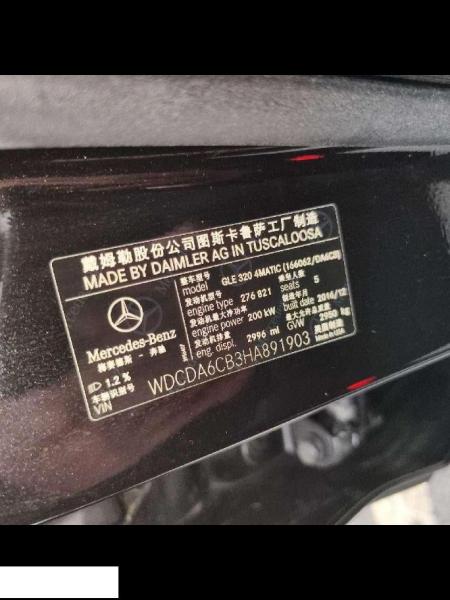 戴姆勒股份公司图斯卡鲁萨工厂制造
MADE BY DAIMLER AG IN TUSCALOOSA
整车型号
model GLE 320 4MATIC (166062/DA6CB)
发动机型号 seats 5
engine type 276 821 制造年月
发动机最大净功率 built date 2016/12
engine power 200 kW 最大允许总质量
发动机排量 GVW 2950 kg
eng. displ. 2996 ml 美国制造
Made in USA
Mercedes-Benz
梅赛德斯-奔驰
1.2 %
车辆识别号
VIN WDCDA6CB3HA891903